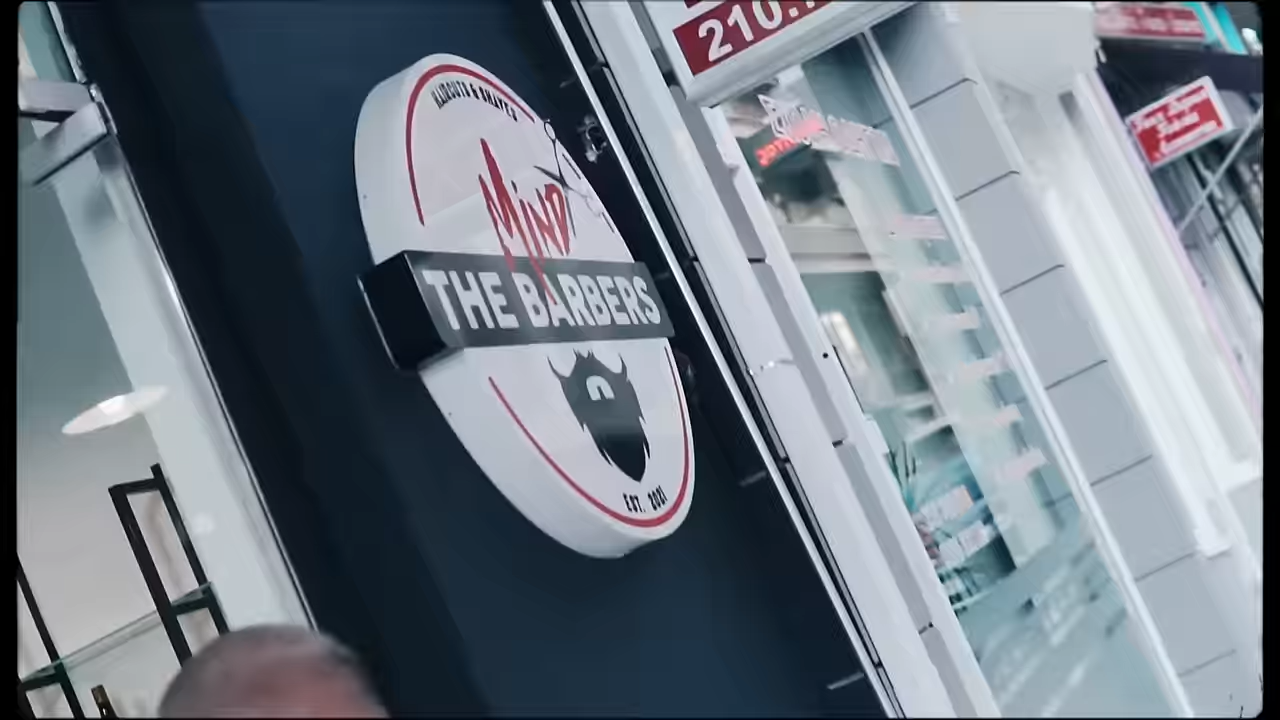 HAIRCUTS & SHAVES
MIND
THE BARBERS
EST. 2021
210.